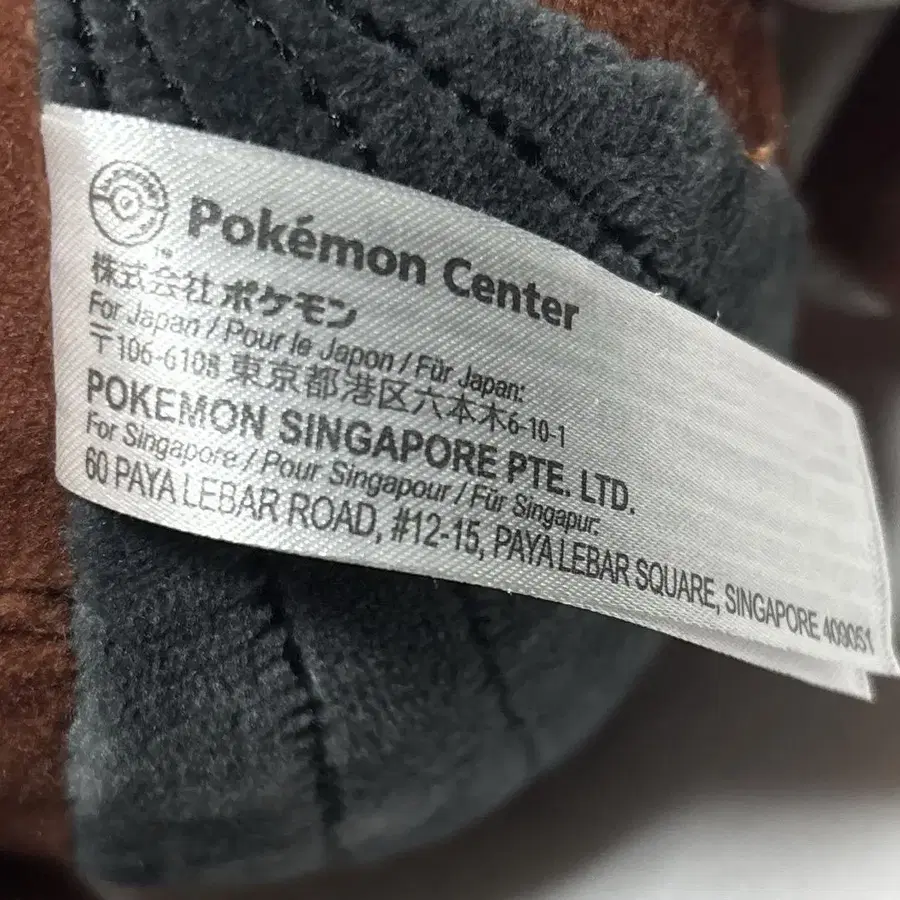 Pokémon Center
TM
株式会社 ポケモン
For Japan / Pour le Japon / Für Japan:
〒106-6108 東京都港区六本木6-10-1
POKEMON SINGAPORE PTE. LTD.
For Singapore / Pour Singapour / Für Singapur:
60 PAYA LEBAR ROAD, #12-15, PAYA LEBAR SQUARE, SINGAPORE 409051